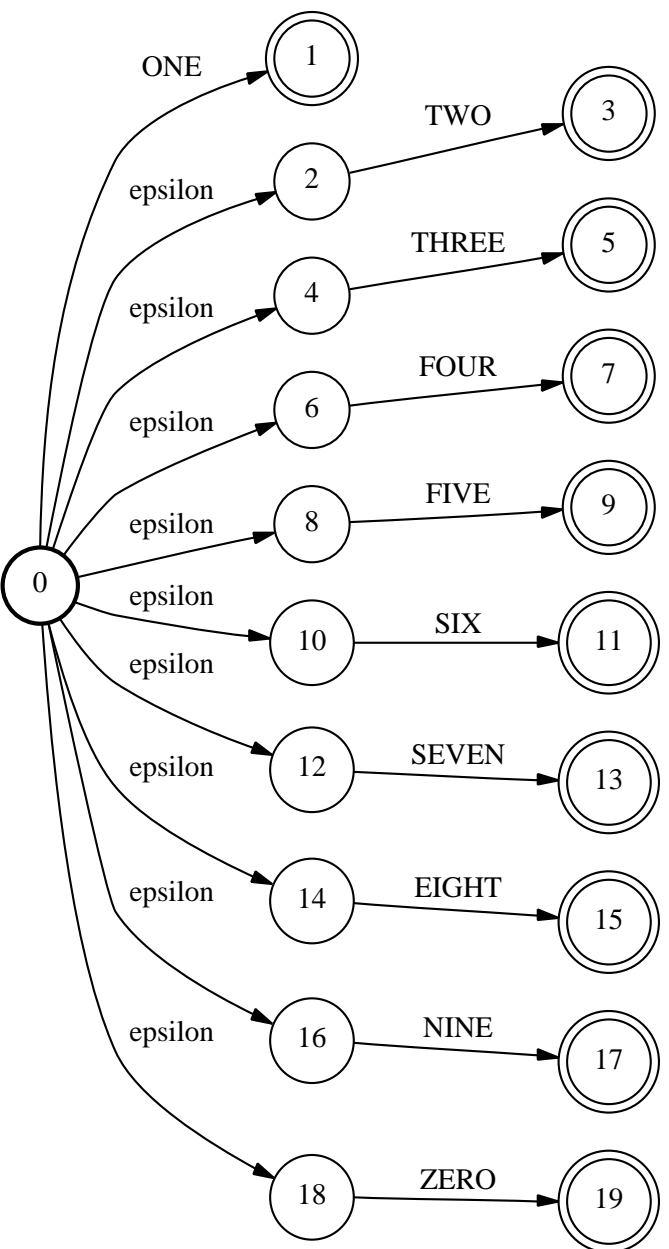 ONE
1
TWO
3
epsilon
2
THREE
5
epsilon
4
FOUR
7
epsilon
6
FIVE
9
epsilon
8
0
epsilon
10
SIX
11
epsilon
12
SEVEN
13
epsilon
14
EIGHT
15
epsilon
16
NINE
17
epsilon
18
ZERO
19